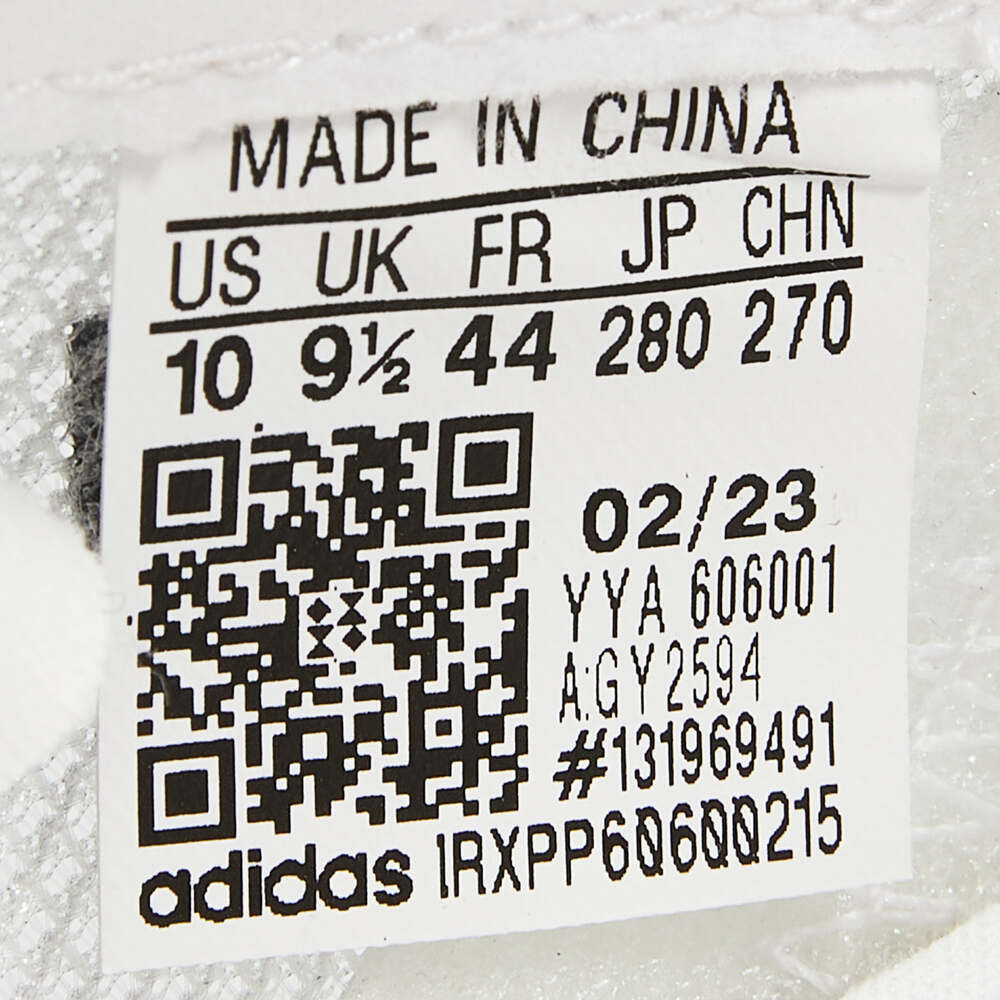 MADE IN CHINA
US UK FR JP CHN
10 9½ 44 280 270
02/23
YYA 606001
A:GY2594
#131969491
adidas 1RXPP60600215